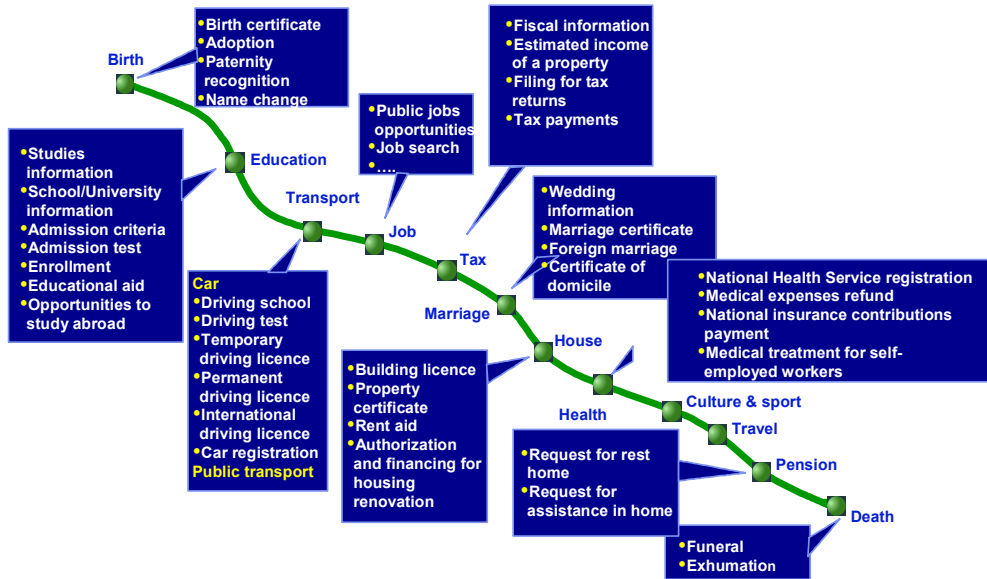 Birth
•Birth certificate
•Adoption
•Paternity
recognition
•Name change
•Fiscal information
•Estimated income
of a property
•Filing for tax
returns
•Tax payments
•Public jobs
opportunities
•Job search
•….
•Studies
information
•School/University
information
•Admission criteria
•Admission test
•Enrollment
•Educational aid
•Opportunities to
study abroad
Education
Transport
Job
Tax
•Wedding
information
•Marriage certificate
•Foreign marriage
•Certificate of
domicile
Marriage
Car
•Driving school
•Driving test
•Temporary
driving licence
•Permanent
driving licence
•International
driving licence
•Car registration
Public transport
•National Health Service registration
•Medical expenses refund
•National insurance contributions
payment
•Medical treatment for self-
employed workers
House
•Building licence
•Property
certificate
•Rent aid
•Authorization
and financing for
housing
renovation
Health
Culture & sport
Travel
•Request for rest
home
•Request for
assistance in home
Pension
Death
•Funeral
•Exhumation